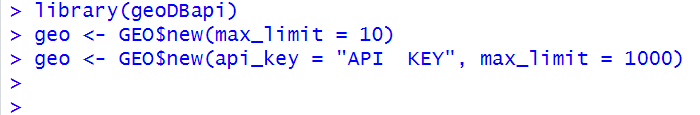 > library(geoDBapi)
> geo <- GEO$new(max_limit = 10)
> geo <- GEO$new(api_key = "API  KEY", max_limit = 1000)
>
>